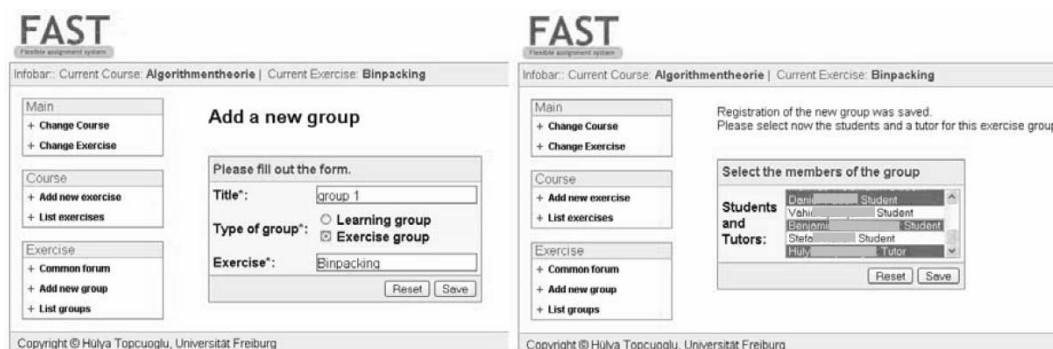 FAST
Flexible assignment system
Infobar:: Current Course: Algorithmentheorie | Current Exercise: Binpacking
Main
+ Change Course
+ Change Exercise
Course
+ Add new exercise
+ List exercises
Exercise
+ Common forum
+ Add new group
+ List groups
Add a new group
Please fill out the form.
Title*: group 1
Type of group*: Learning group
Exercise group
Exercise*: Binpacking
Reset Save
Copyright © Hülya Topcuoglu, Universität Freiburg
FAST
Flexible assignment system
Infobar:: Current Course: Algorithmentheorie | Current Exercise: Binpacking
Main
+ Change Course
+ Change Exercise
Course
+ Add new exercise
+ List exercises
Exercise
+ Common forum
+ Add new group
+ List groups
Registration of the new group was saved.
Please select now the students and a tutor for this exercise group
Select the members of the group
Students and Tutors:
Student
Student
Student
Student
Tutor
Reset Save
Copyright © Hülya Topcuoglu, Universität Freiburg